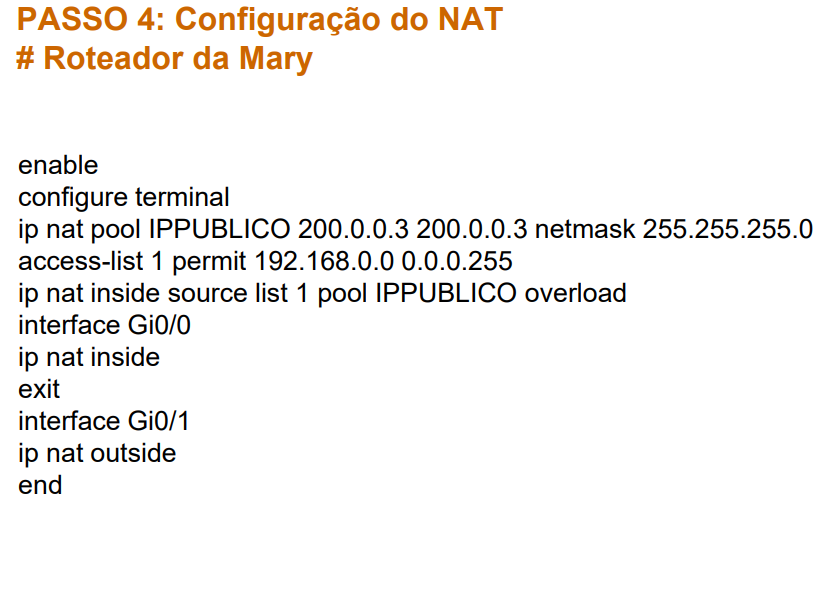 PASSO 4: Configuração do NAT
# Roteador da Mary
enable
configure terminal
ip nat pool IPPUBLICO 200.0.0.3 200.0.0.3 netmask 255.255.255.0
access-list 1 permit 192.168.0.0 0.0.0.255
ip nat inside source list 1 pool IPPUBLICO overload
interface Gi0/0
ip nat inside
exit
interface Gi0/1
ip nat outside
end